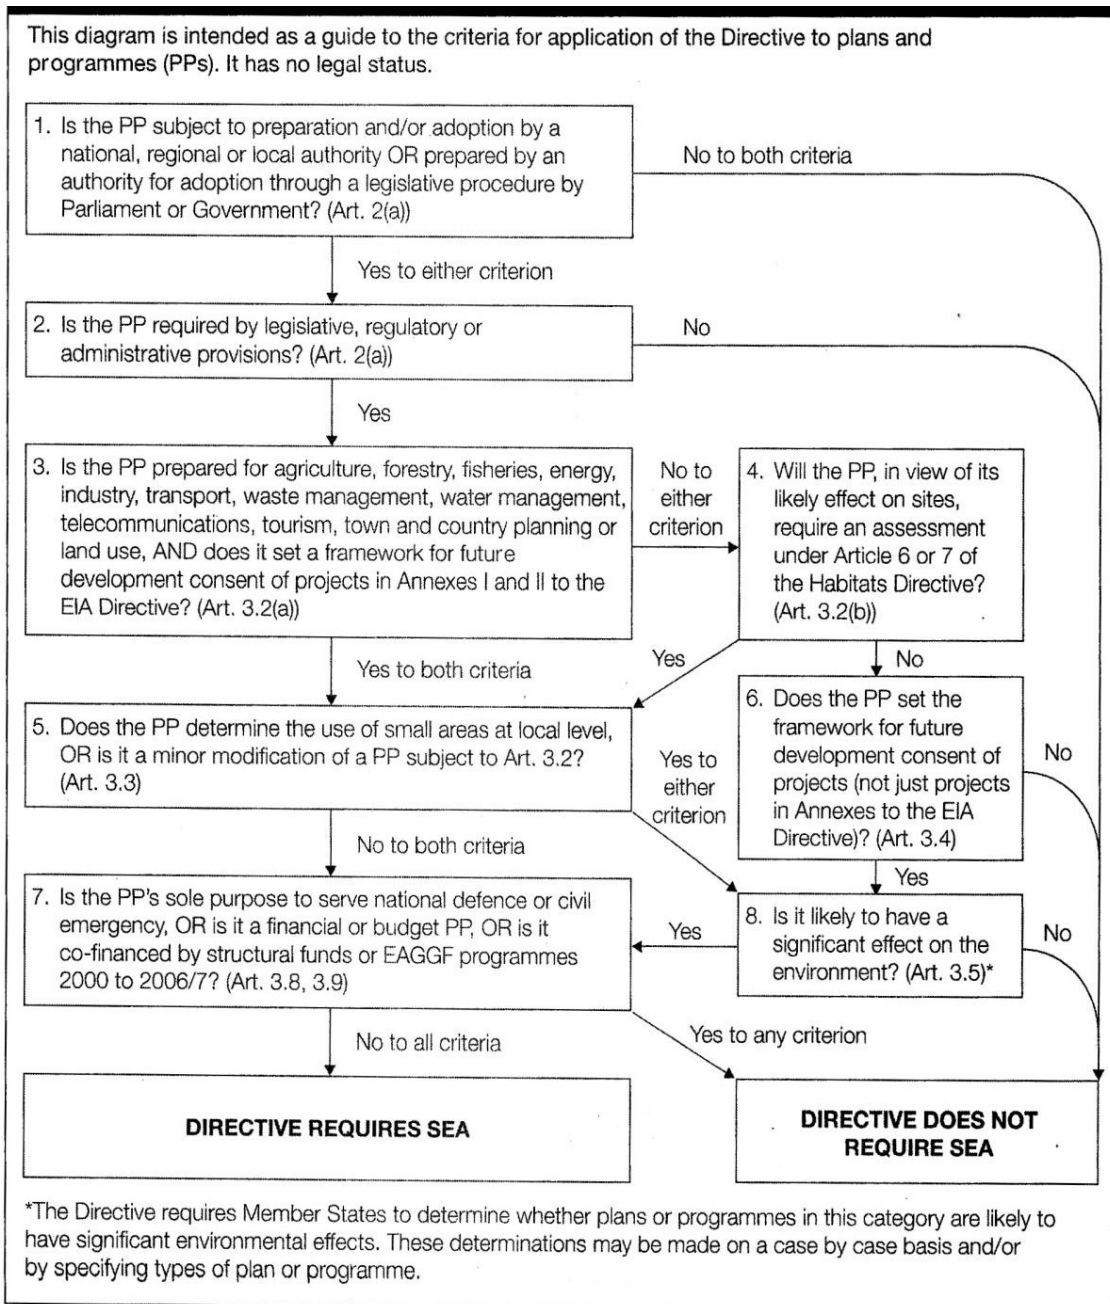 This diagram is intended as a guide to the criteria for application of the Directive to plans and
programmes (PPs). It has no legal status.
1. Is the PP subject to preparation and/or adoption by a
national, regional or local authority OR prepared by an
authority for adoption through a legislative procedure by
Parliament or Government? (Art. 2(a))
No to both criteria
Yes to either criterion
2. Is the PP required by legislative, regulatory or
administrative provisions? (Art. 2(a))
No
Yes
3. Is the PP prepared for agriculture, forestry, fisheries, energy,
industry, transport, waste management, water management,
telecommunications, tourism, town and country planning or
land use, AND does it set a framework for future
development consent of projects in Annexes I and II to the
EIA Directive? (Art. 3.2(a))
No to
either
criterion
4. Will the PP, in view of its
likely effect on sites,
require an assessment
under Article 6 or 7 of
the Habitats Directive?
(Art. 3.2(b))
Yes to both criteria
Yes
No
5. Does the PP determine the use of small areas at local level,
OR is it a minor modification of a PP subject to Art. 3.2?
(Art. 3.3)
Yes to
either
criterion
6. Does the PP set the
framework for future
development consent of
projects (not just projects
in Annexes to the EIA
Directive)? (Art. 3.4)
No
No to both criteria
Yes
7. Is the PP's sole purpose to serve national defence or civil
emergency, OR is it a financial or budget PP, OR is it
co-financed by structural funds or EAGGF programmes
2000 to 2006/7? (Art. 3.8, 3.9)
Yes
8. Is it likely to have a
significant effect on the
environment? (Art. 3.5)*
No
No to all criteria
Yes to any criterion
DIRECTIVE REQUIRES SEA
DIRECTIVE DOES NOT
REQUIRE SEA
*The Directive requires Member States to determine whether plans or programmes in this category are likely to
have significant environmental effects. These determinations may be made on a case by case basis and/or
by specifying types of plan or programme.